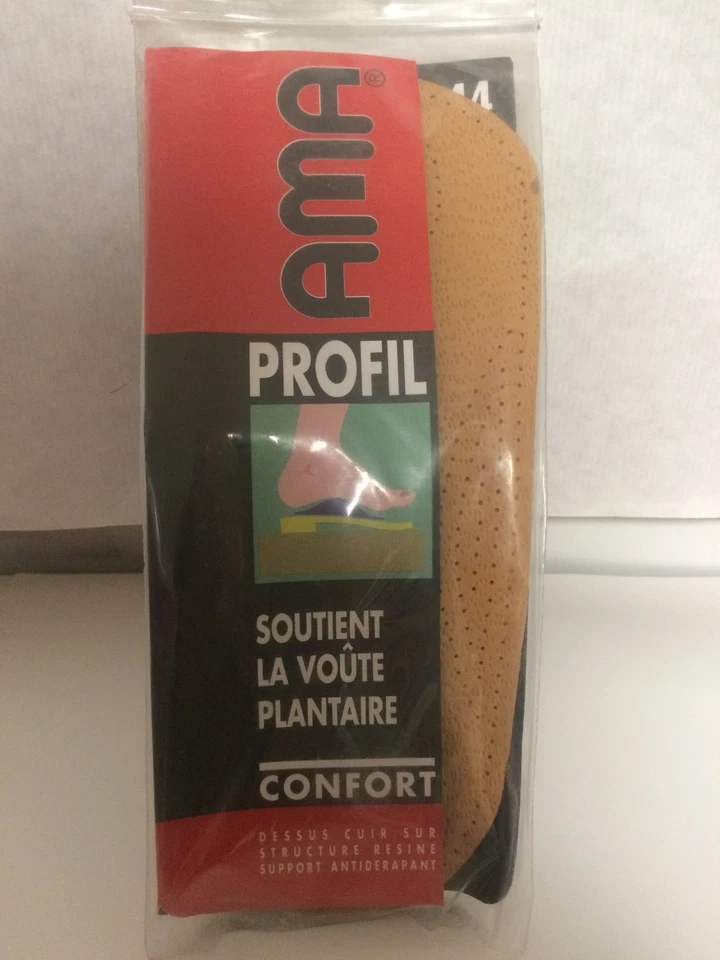 AMA®
44
PROFIL
SOUTIENT
LA VOÛTE
PLANTAIRE
CONFORT
DESSUS CUIR SUR
STRUCTURE RESINE
SUPPORT ANTIDERAPANT